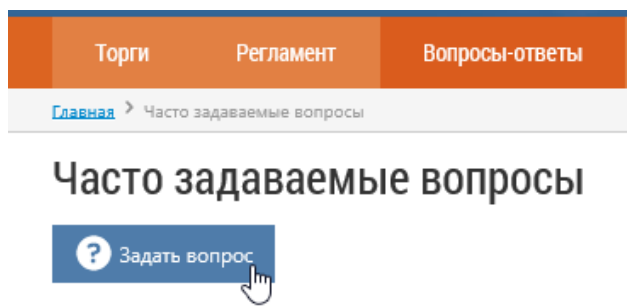 Торги Регламент Вопросы-ответы
Главная > Часто задаваемые вопросы
Часто задаваемые вопросы
? Задать вопрос